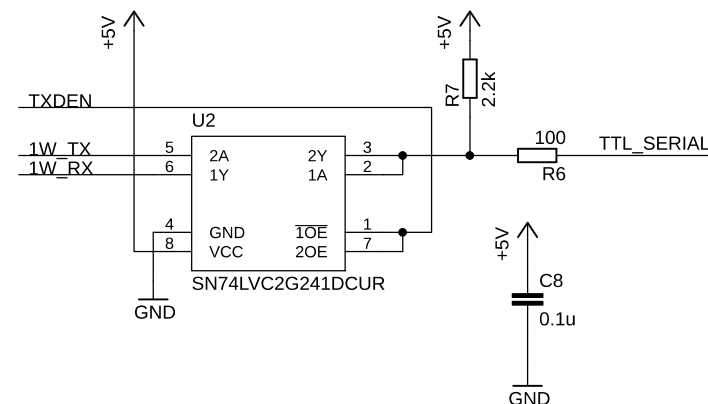 +5V
+5V
TXDEN
R7
2.2k
U2
1W_TX
5
2A
2Y
3
100
TTL_SERIAL
1W_RX
6
1Y
1A
2
R6
4
GND
1OE
1
8
VCC
2OE
7
+5V
SN74LVC2G241DCUR
C8
GND
0.1u
GND